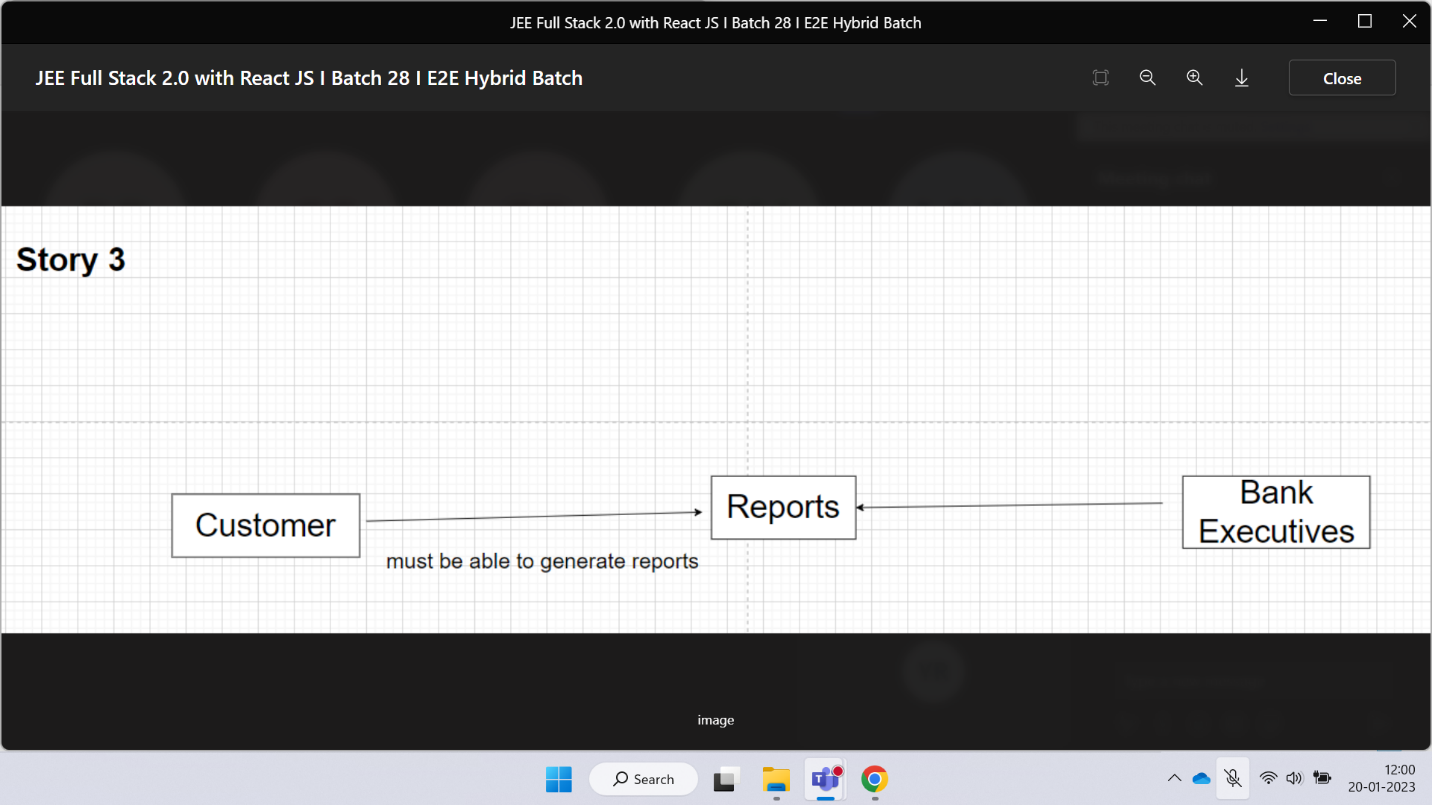 JEE Full Stack 2.0 with React JS I Batch 28 I E2E Hybrid Batch
JEE Full Stack 2.0 with React JS I Batch 28 I E2E Hybrid Batch
Close
Story 3
Customer
must be able to generate reports
Reports
Bank
Executives
image
Search
12:00
20-01-2023